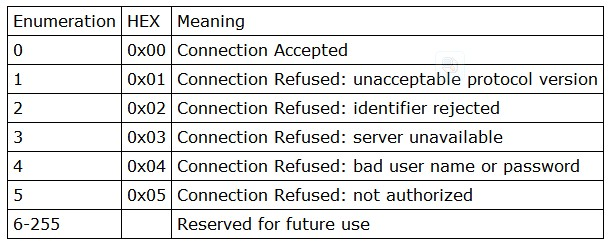 Enumeration HEX Meaning
0 0x00 Connection Accepted
1 0x01 Connection Refused: unacceptable protocol version
2 0x02 Connection Refused: identifier rejected
3 0x03 Connection Refused: server unavailable
4 0x04 Connection Refused: bad user name or password
5 0x05 Connection Refused: not authorized
6-255 Reserved for future use